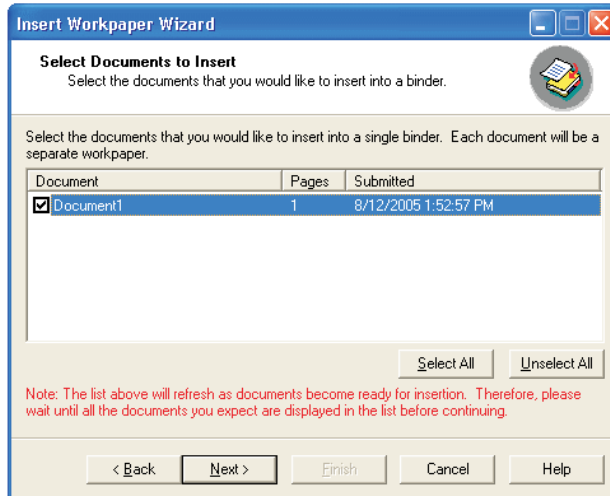 Insert Workpaper Wizard
Select Documents to Insert
Select the documents that you would like to insert into a binder.
Select the documents that you would like to insert into a single binder. Each document will be a
separate workpaper.
Document Pages Submitted
Document1 1 8/12/2005 1:52:57 PM
Select All Unselect All
Note: The list above will refresh as documents become ready for insertion. Therefore, please
wait until all the documents you expect are displayed in the list before continuing.
< Back Next > Finish Cancel Help